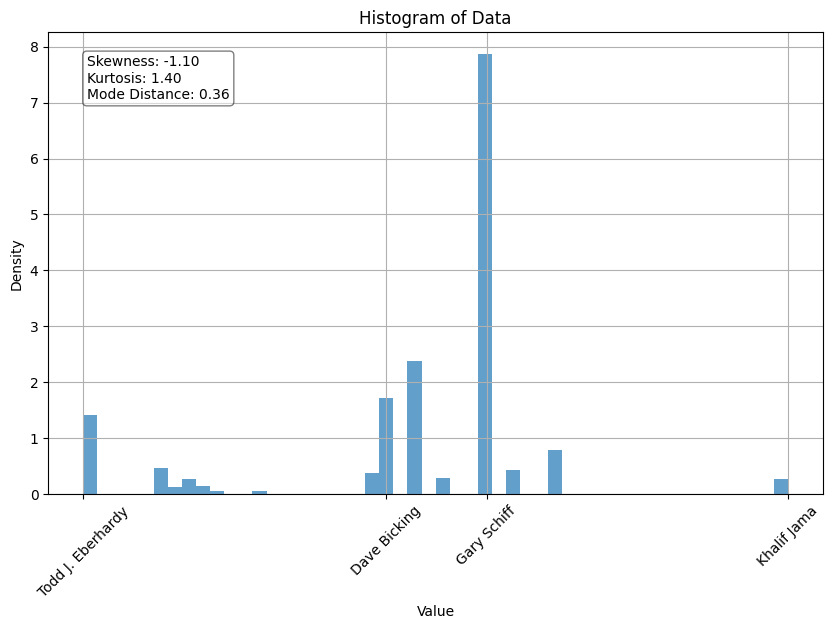 Histogram of Data
Skewness: -1.10
Kurtosis: 1.40
Mode Distance: 0.36
Density
8
7
6
5
4
3
2
1
0
Todd J. Eberhardy
Dave Bicking
Gary Schiff
Khalif Jama
Value